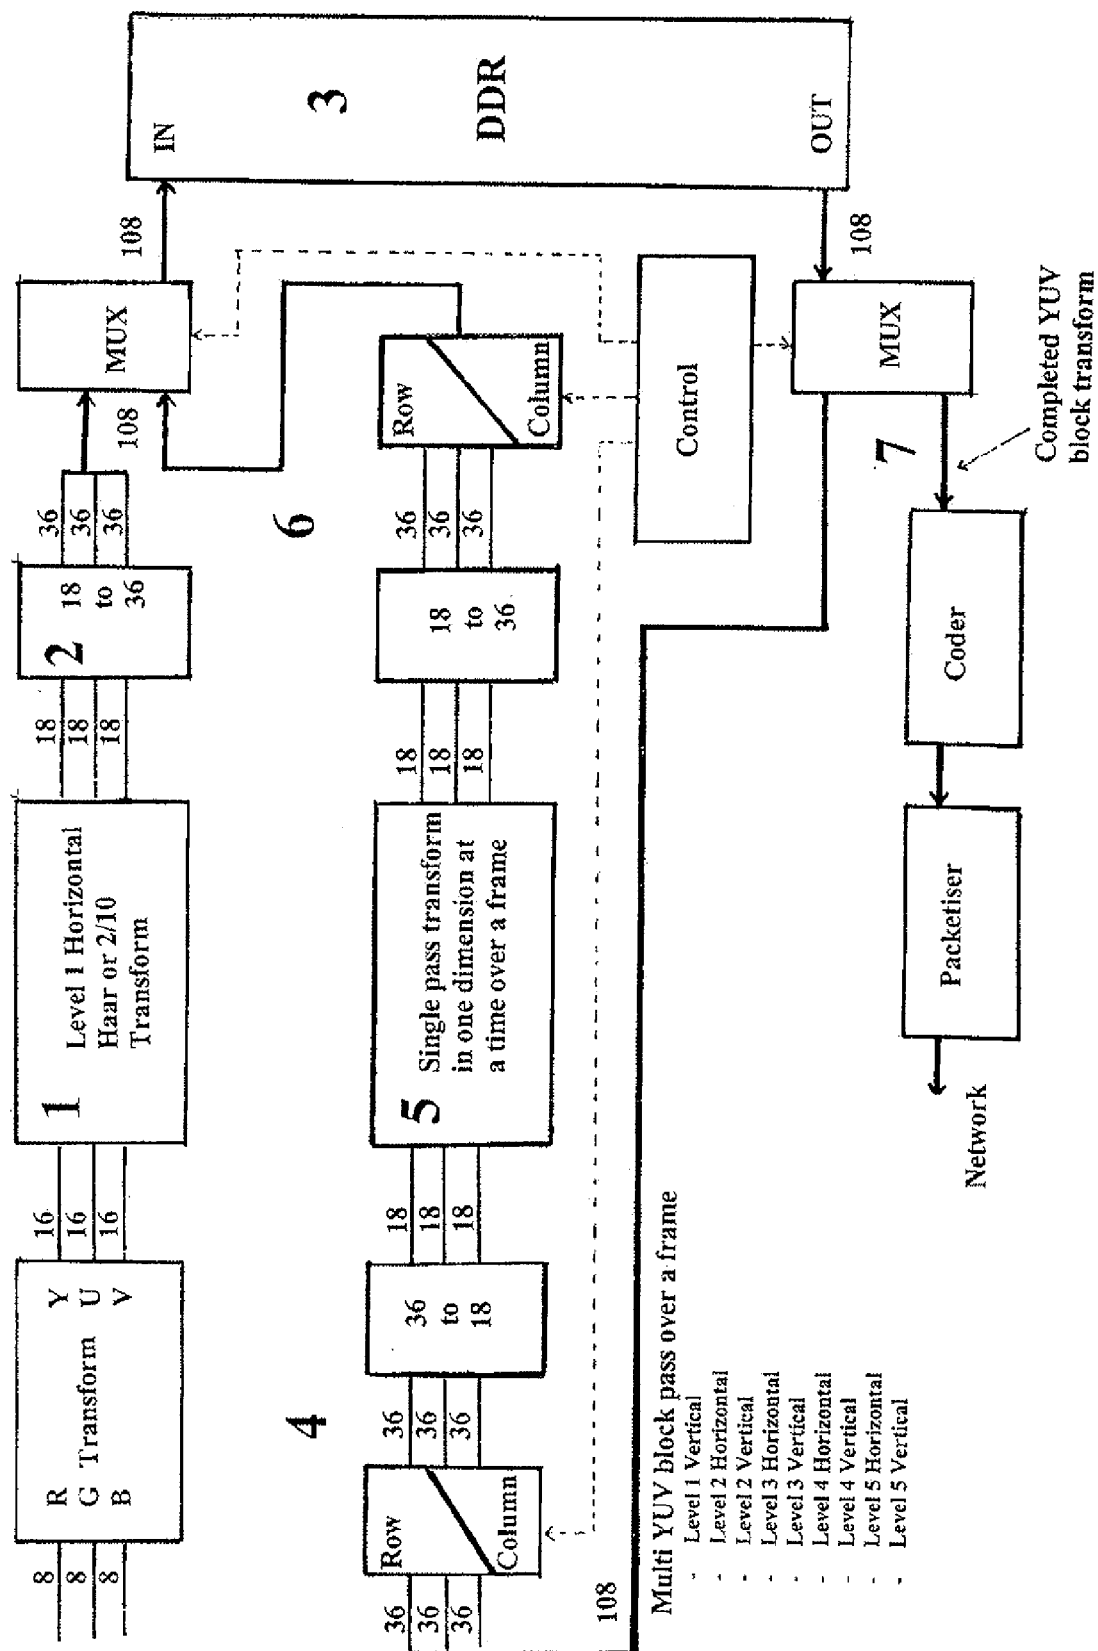 8
8
8
R Y
G Transform U
B V
16
16
16
1
Level 1 Horizontal
Haar or 2/10
Transform
18
18
18
2
18
to
36
36
36
36
108
MUX
108
IN
3
DDR
OUT
108
36
36
36
Row
Column
4
36
36
36
36
to
18
18
18
18
5
Single pass transform
in one dimension at
a time over a frame
18
18
18
18
to
36
6
36
36
36
Row
Column
Control
MUX
108
7
Completed YUV
block transform
Coder
Packetiser
Network
Multi YUV block pass over a frame
- Level 1 Vertical
- Level 2 Horizontal
- Level 2 Vertical
- Level 3 Horizontal
- Level 3 Vertical
- Level 4 Horizontal
- Level 4 Vertical
- Level 5 Horizontal
- Level 5 Vertical